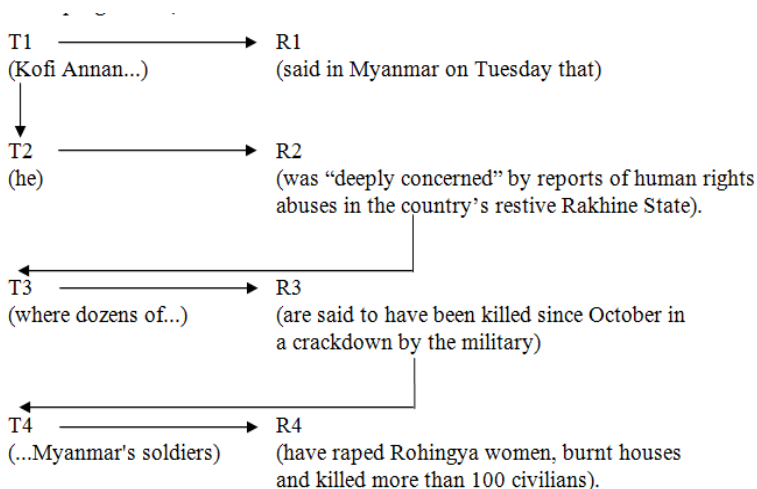 T1 R1
(Kofi Annan...) (said in Myanmar on Tuesday that)
T2 R2
(he) (was “deeply concerned” by reports of human rights
abuses in the country’s restive Rakhine State).
T3 R3
(where dozens of...) (are said to have been killed since October in
a crackdown by the military)
T4 R4
(...Myanmar's soldiers) (have raped Rohingya women, burnt houses
and killed more than 100 civilians).